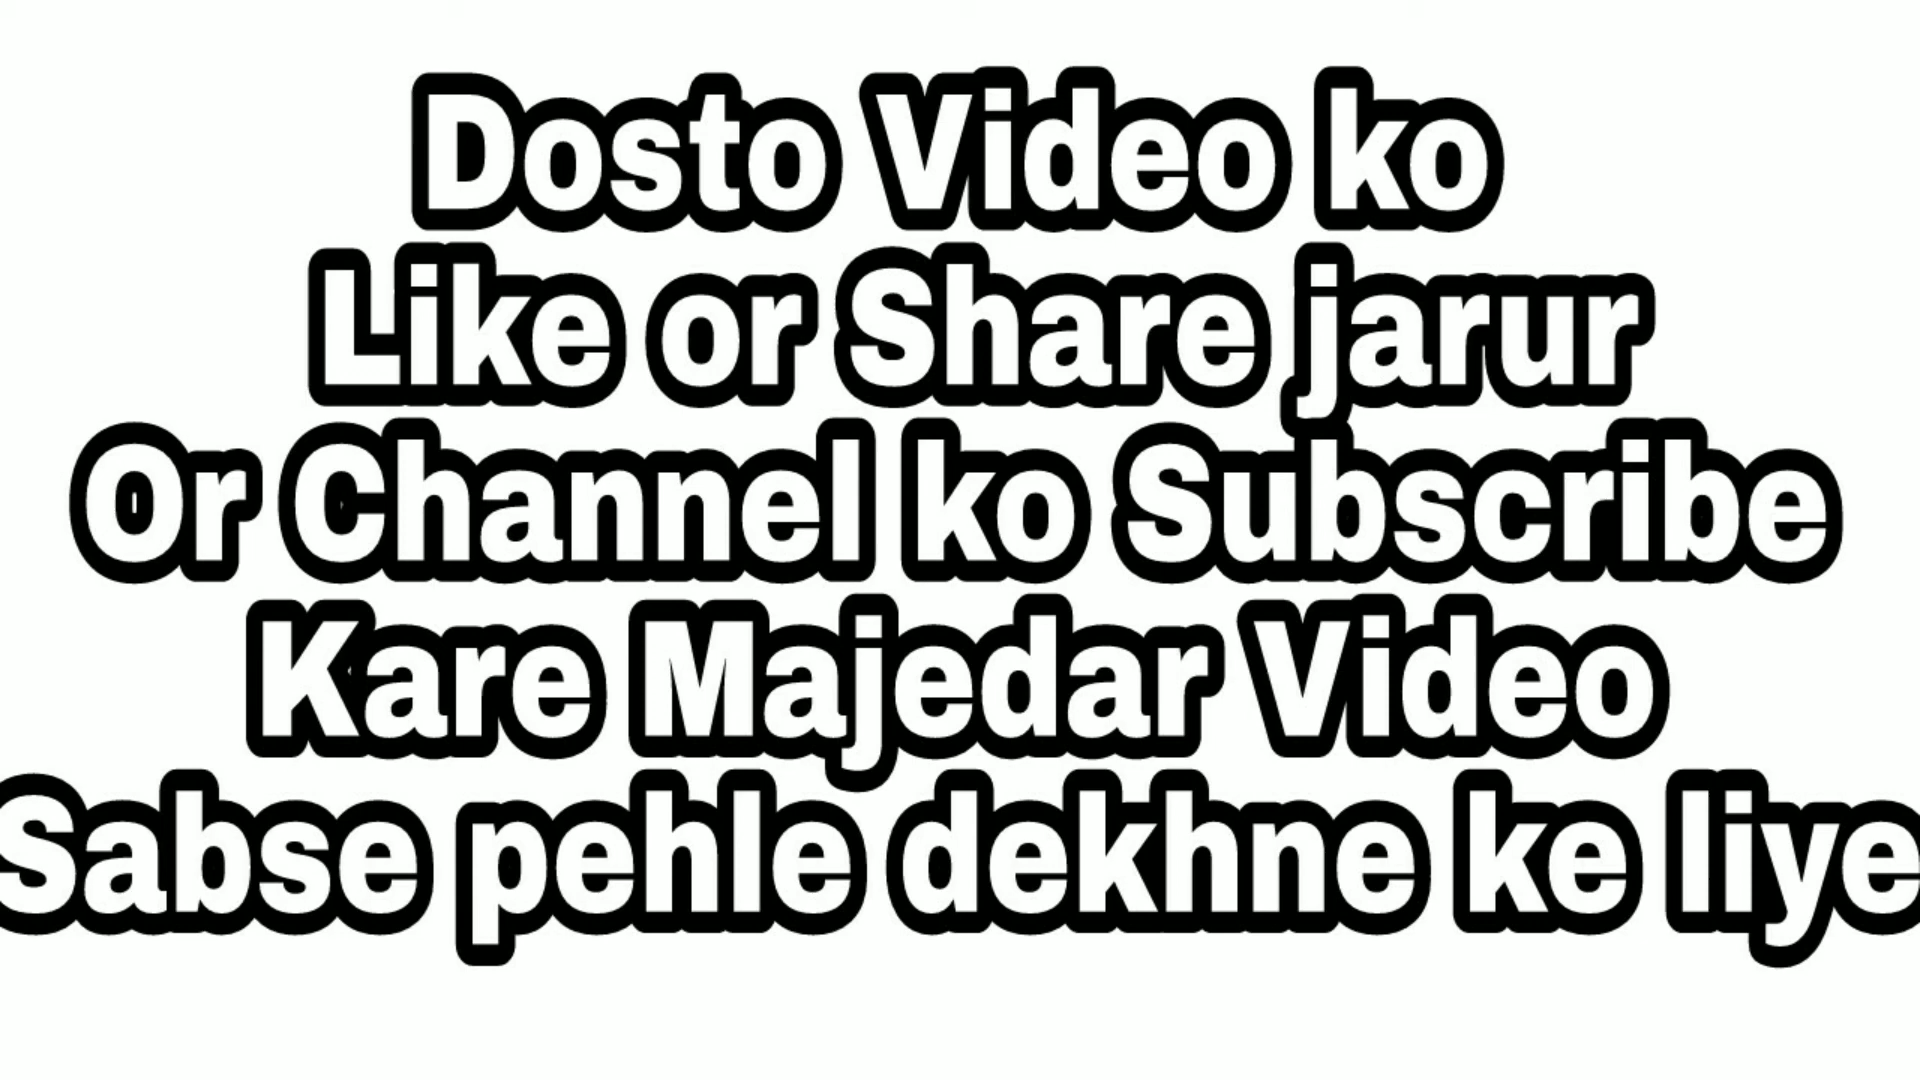 Dosto Video ko
Like or Share jarur
Or Channel ko Subscribe
Kare Majedar Video
Sabse pehle dekhne ke liye